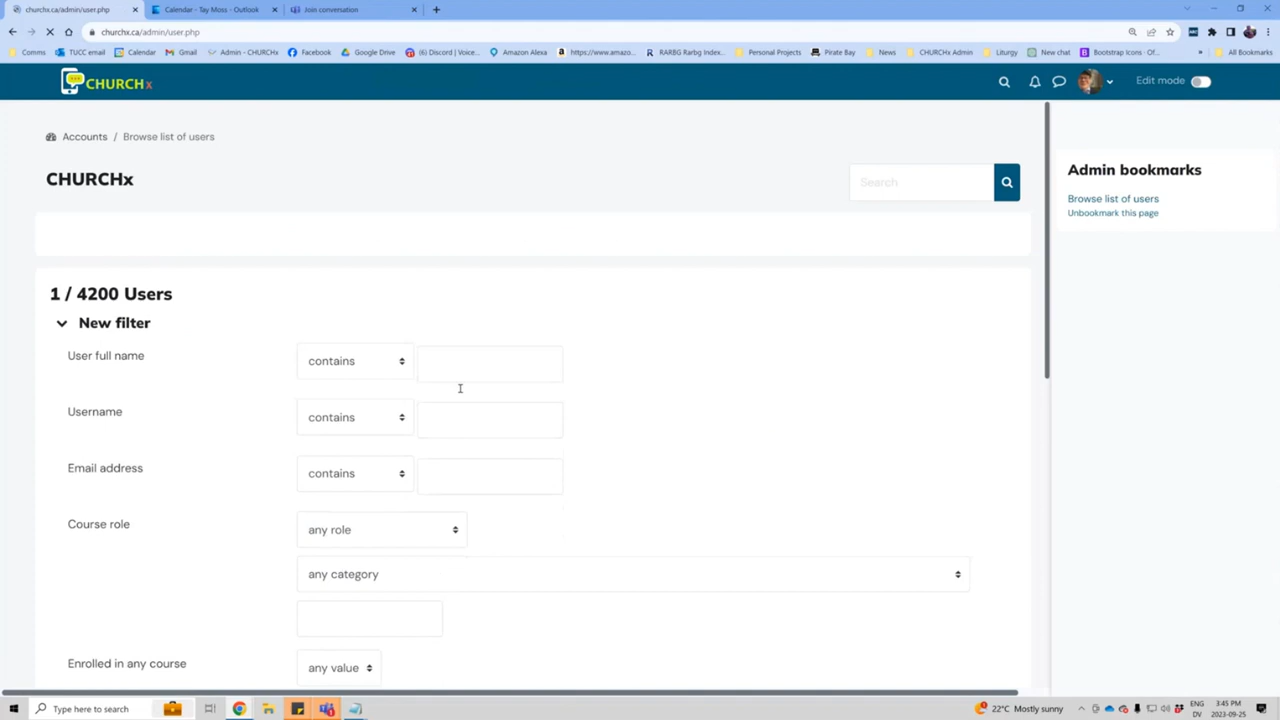 churchx.ca/admin/user.php
Calendar - Tay Moss - Outlook
Join conversation
churchx.ca/admin/user.php
Comms
TUCC email
Calendar
Gmail
Admin - CHURCHx
Facebook
Google Drive
(6) Discord | Voice...
Amazon Alexa
https://www.amazo...
RARBG Rarbg Index...
Personal Projects
Pirate Bay
News
CHURCHx Admin
Liturgy
New chat
Bootstrap Icons · Of...
»
All Bookmarks
CHURCHx
Edit mode
Accounts / Browse list of users
CHURCHx
Search
Admin bookmarks
Browse list of users
Unbookmark this page
1 / 4200 Users
New filter
User full name
contains
Username
contains
Email address
contains
Course role
any role
any category
Enrolled in any course
any value
Type here to search
22°C Mostly sunny
ENG
DV
3:45 PM
2023-09-25